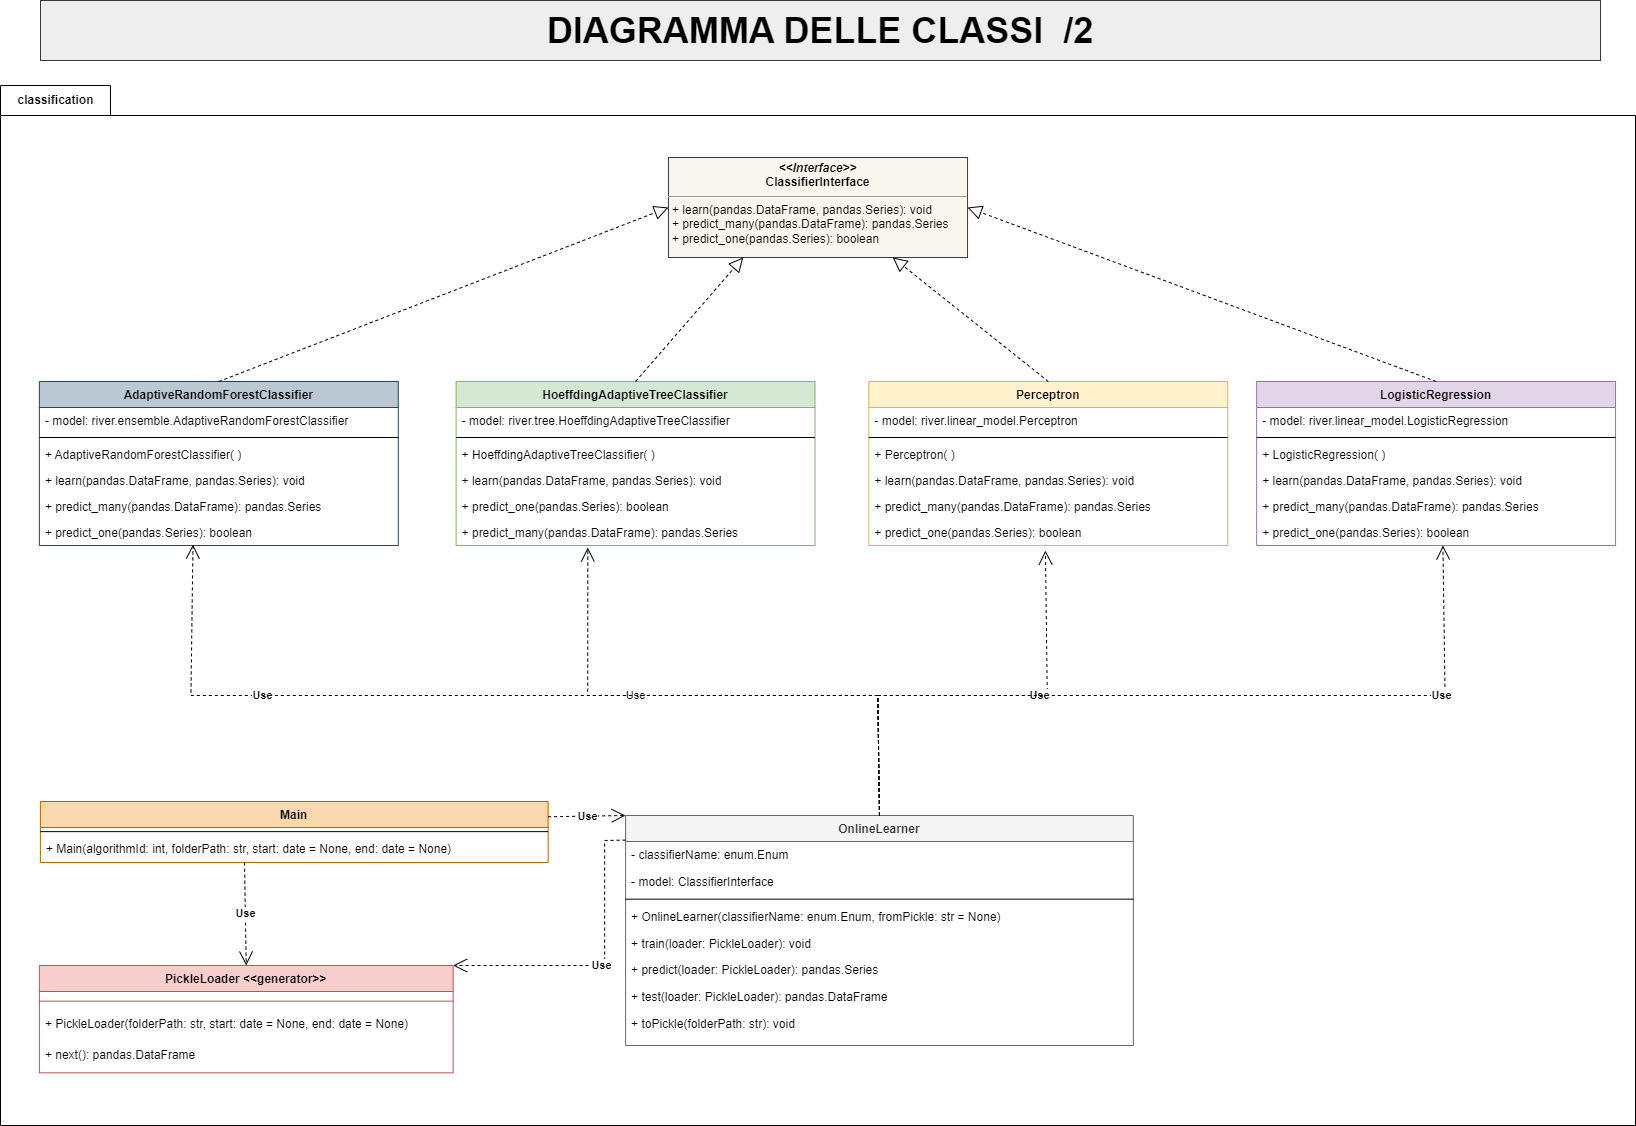 DIAGRAMMA DELLE CLASSI /2
classification
<<Interface>>
ClassifierInterface
+ learn(pandas.DataFrame, pandas.Series): void
+ predict_many(pandas.DataFrame): pandas.Series
+ predict_one(pandas.Series): boolean
AdaptiveRandomForestClassifier
- model: river.ensemble.AdaptiveRandomForestClassifier
+ AdaptiveRandomForestClassifier( )
+ learn(pandas.DataFrame, pandas.Series): void
+ predict_many(pandas.DataFrame): pandas.Series
+ predict_one(pandas.Series): boolean
HoeffdingAdaptiveTreeClassifier
- model: river.tree.HoeffdingAdaptiveTreeClassifier
+ HoeffdingAdaptiveTreeClassifier( )
+ learn(pandas.DataFrame, pandas.Series): void
+ predict_one(pandas.Series): boolean
+ predict_many(pandas.DataFrame): pandas.Series
Perceptron
- model: river.linear_model.Perceptron
+ Perceptron( )
+ learn(pandas.DataFrame, pandas.Series): void
+ predict_many(pandas.DataFrame): pandas.Series
+ predict_one(pandas.Series): boolean
LogisticRegression
- model: river.linear_model.LogisticRegression
+ LogisticRegression( )
+ learn(pandas.DataFrame, pandas.Series): void
+ predict_many(pandas.DataFrame): pandas.Series
+ predict_one(pandas.Series): boolean
Use
Use
Use
Use
Main
+ Main(algorithmId: int, folderPath: str, start: date = None, end: date = None)
Use
Use
OnlineLearner
- classifierName: enum.Enum
- model: ClassifierInterface
+ OnlineLearner(classifierName: enum.Enum, fromPickle: str = None)
+ train(loader: PickleLoader): void
+ predict(loader: PickleLoader): pandas.Series
+ test(loader: PickleLoader): pandas.DataFrame
+ toPickle(folderPath: str): void
Use
PickleLoader <<generator>>
+ PickleLoader(folderPath: str, start: date = None, end: date = None)
+ next(): pandas.DataFrame